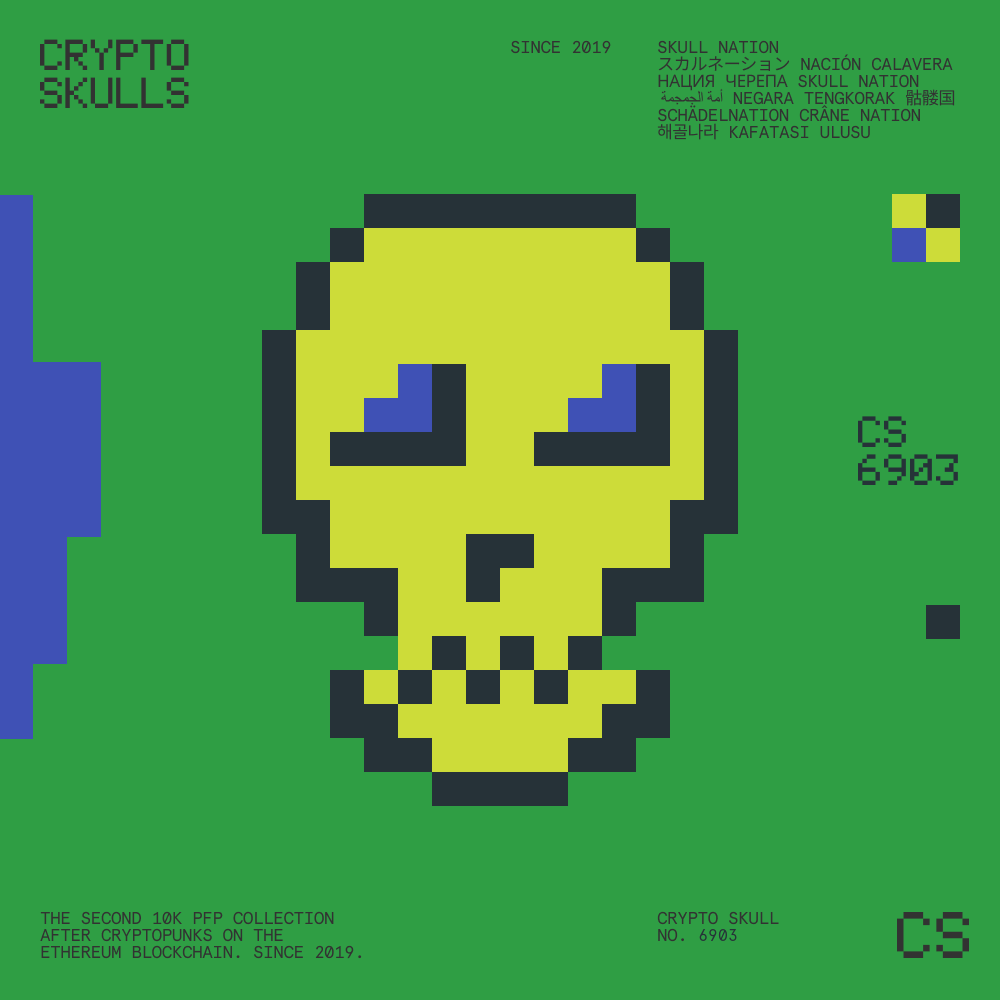 CRYPTO
SKULLS
SINCE 2019
SKULL NATION
スカルネーション NACIÓN CALAVERA
НАЦИЯ ЧЕРЕПА SKULL NATION
أمة الجمجمة NEGARA TENGKORAK 骷髅国
SCHÄDELNATION CRÂNE NATION
해골나라 KAFATASI ULUSU
CS
6903
THE SECOND 10K PFP COLLECTION
AFTER CRYPTOPUNKS ON THE
ETHEREUM BLOCKCHAIN. SINCE 2019.
CRYPTO SKULL
NO. 6903
CS